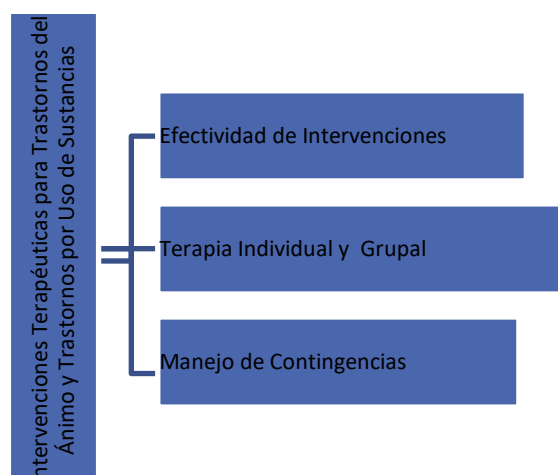 Intervenciones Terapéuticas para Trastornos del
Ánimo y Trastornos por Uso de Sustancias
Efectividad de Intervenciones
Terapia Individual y  Grupal
Manejo de Contingencias